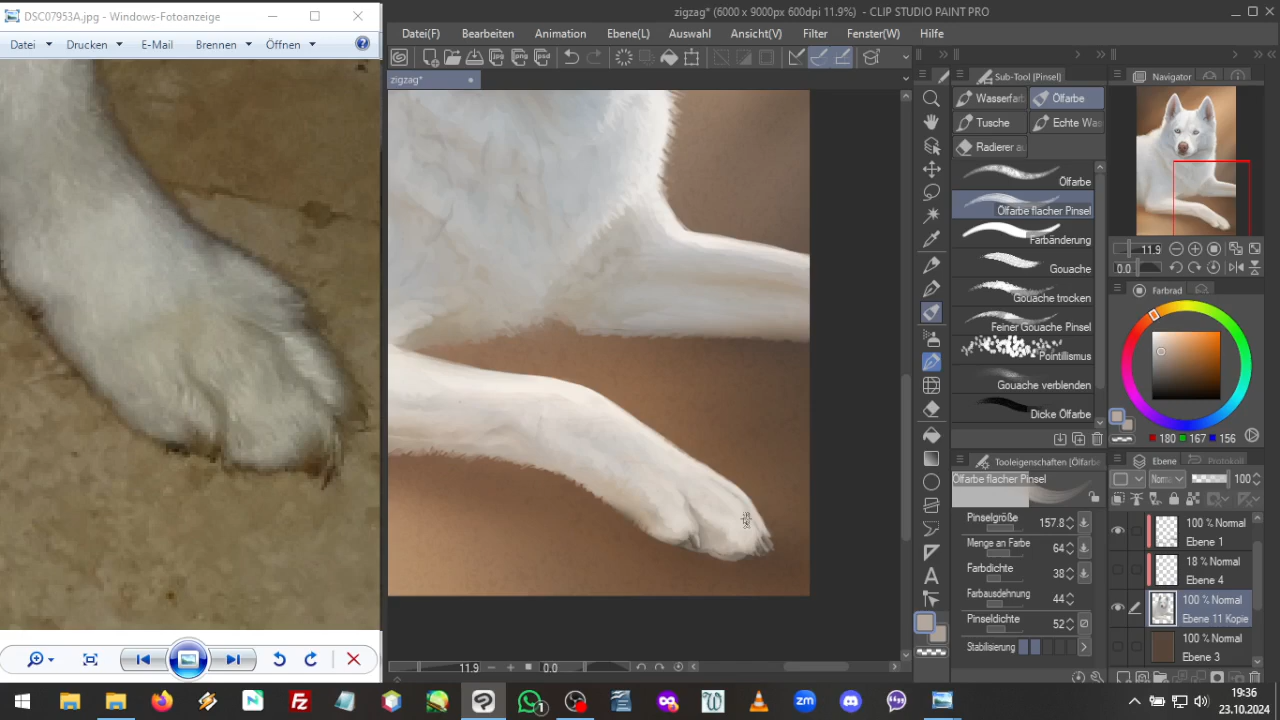 DSC07953A.jpg - Windows-Fotoanzeige
Datei Drucken E-Mail Brennen Öffnen
zigzag* (6000 x 9000px 600dpi 11.9%) - CLIP STUDIO PAINT PRO
Datei(F) Bearbeiten Animation Ebene(L) Auswahl Ansicht(V) Filter Fenster(W) Hilfe
zigzag*
11.9 0.0
Sub-Tool [Pinsel]
Wasserfar Ölfarbe
Tusche Echte Wa
Radierer au
Ölfarbe
Ölfarbe flacher Pinsel
Farbänderung
Gouache
Gouache trocken
Feiner Gouache Pinsel
Pointillismus
Gouache verblenden
Dicke Ölfarbe
Tooleigenschaften [Ölfarbe
Ölfarbe flacher Pinsel
Pinselgröße 157.8
Menge an Farbe 64
Farbdichte 38
Farbausdehnung 44
Pinseldichte 52
Stabilisierung
Navigator
11.9
0.0
Farbrad
180 167 156
Ebene Protokoll
Norm 100
100 % Normal
Ebene 1
18 % Normal
Ebene 4
100 % Normal
Ebene 11 Kopie
100 % Normal
Ebene 3
1
zm
19:36
23.10.2024